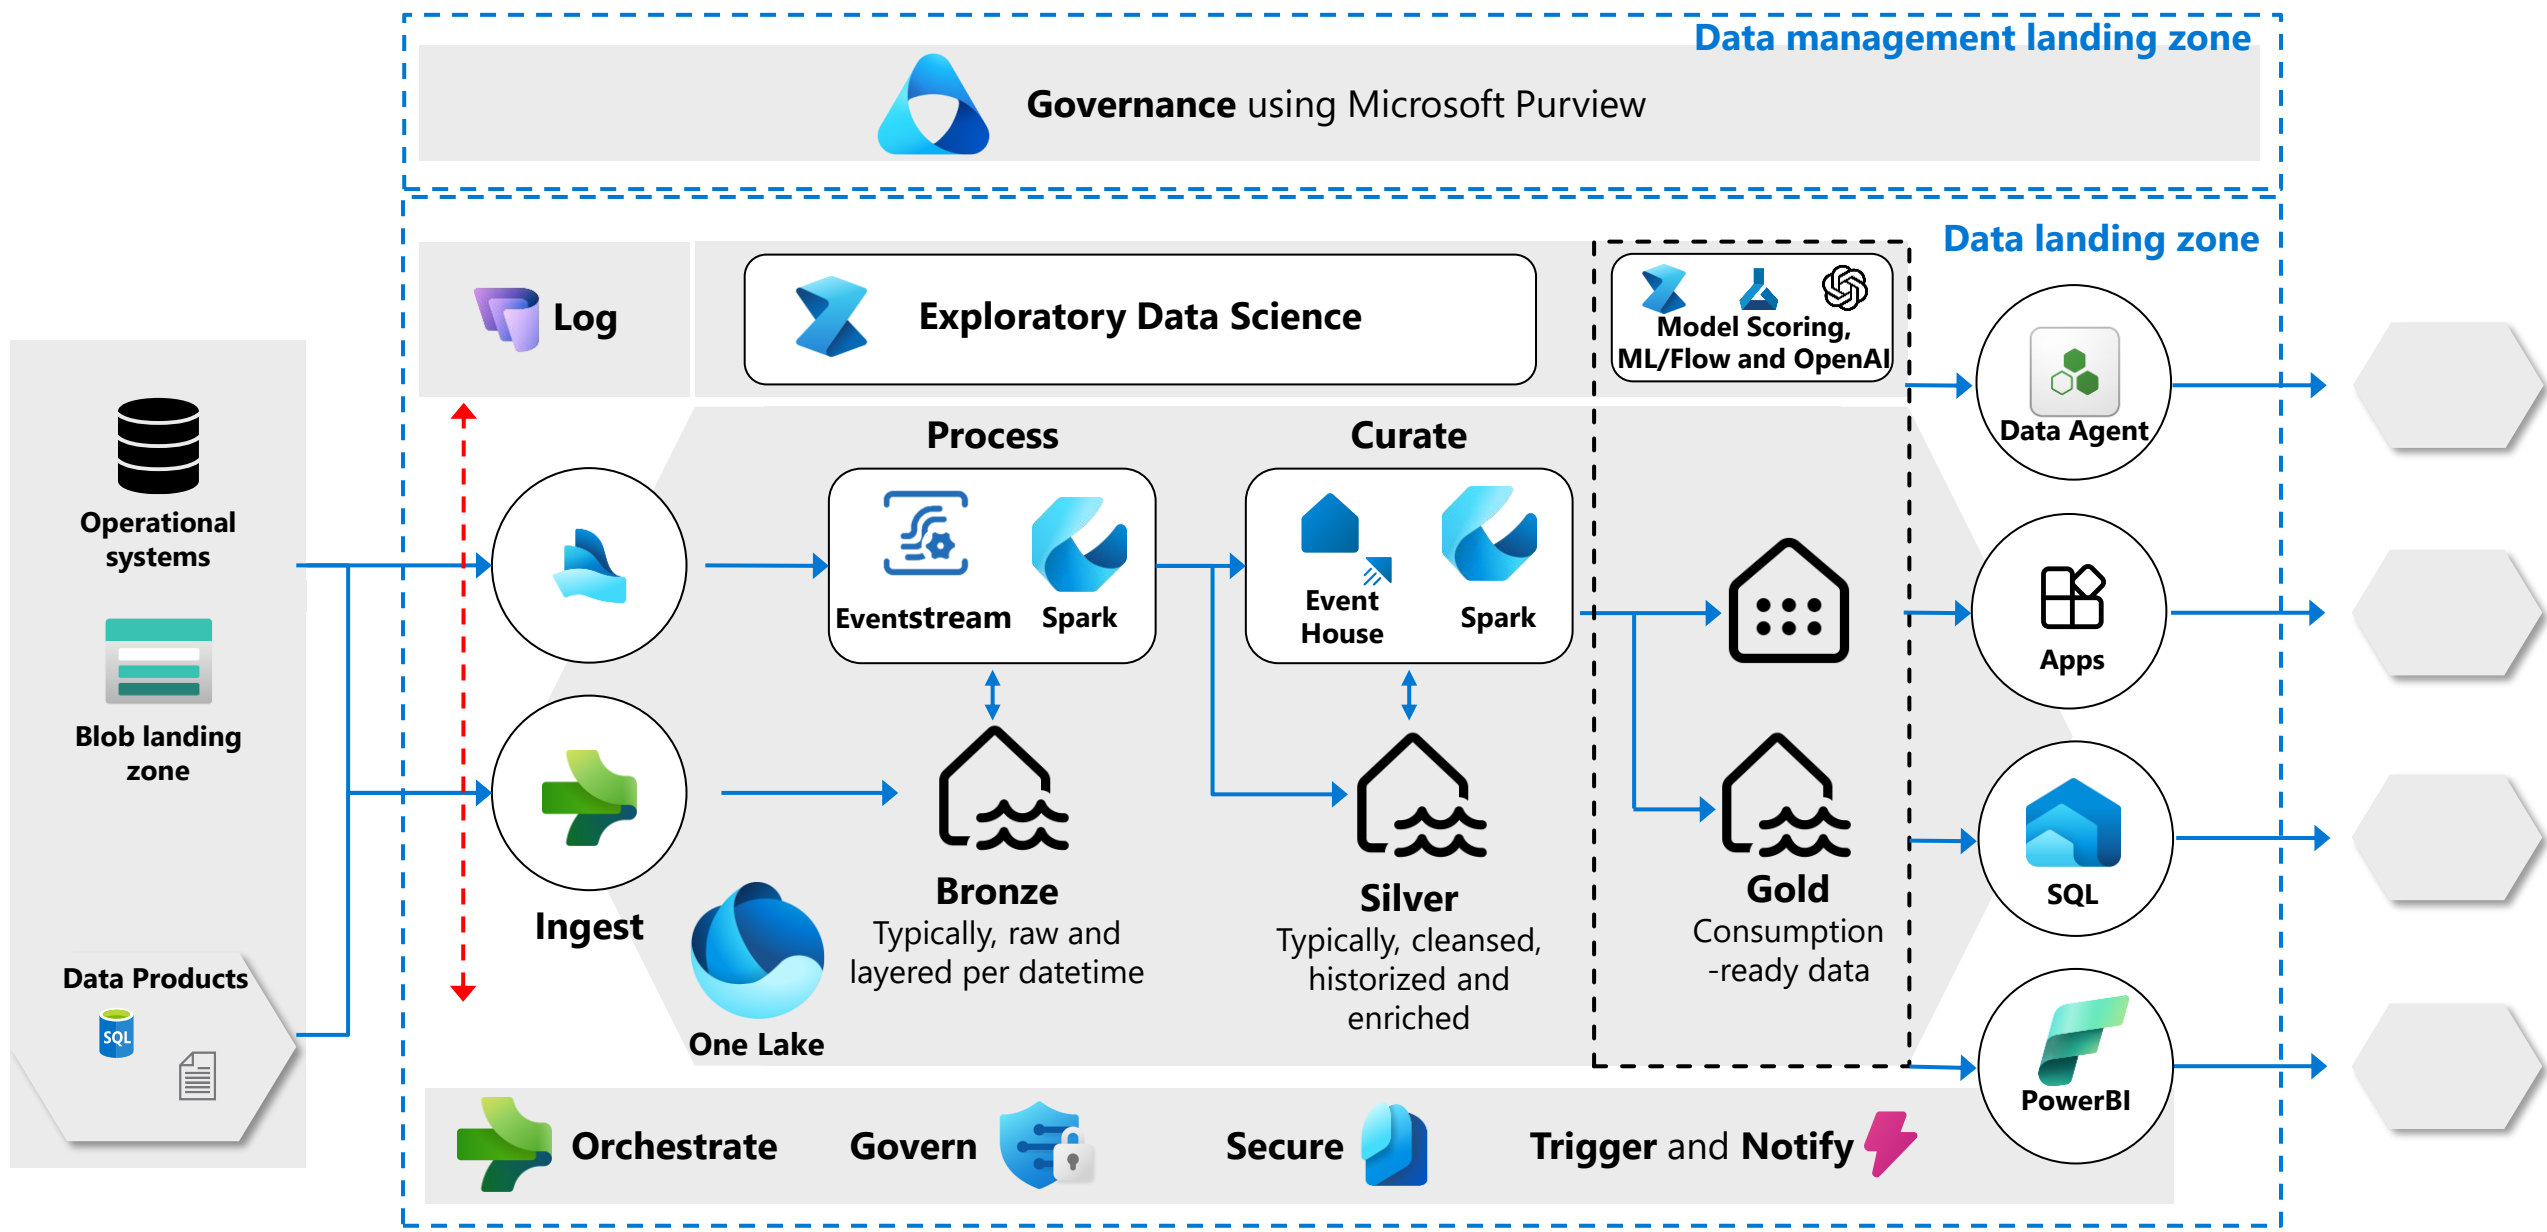 Data management landing zone
Governance using Microsoft Purview
Data landing zone
Log
Exploratory Data Science
Model Scoring,
ML/Flow and OpenAI
Data Agent
Operational
systems
Blob landing
zone
Data Products
SQL
Process
Curate
Eventstream
Spark
Event
House
Spark
Apps
Ingest
One Lake
Bronze
Typically, raw and
layered per datetime
Silver
Typically, cleansed,
historized and
enriched
Gold
Consumption
-ready data
SQL
PowerBI
Orchestrate
Govern
Secure
Trigger and Notify